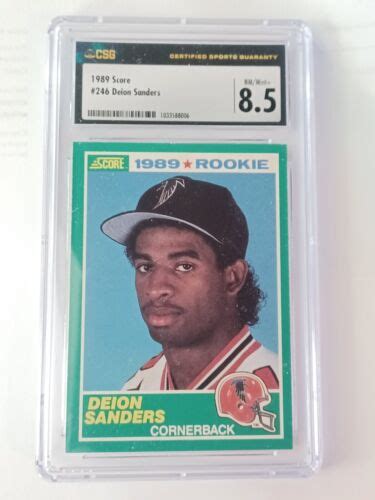 CSG
CERTIFIED SPORTS GUARANTY
1989 Score
#246 Deion Sanders
NM/Mint+
8.5
1033588006
SCORE 1989 ★ ROOKIE
DEION
SANDERS
CORNERBACK